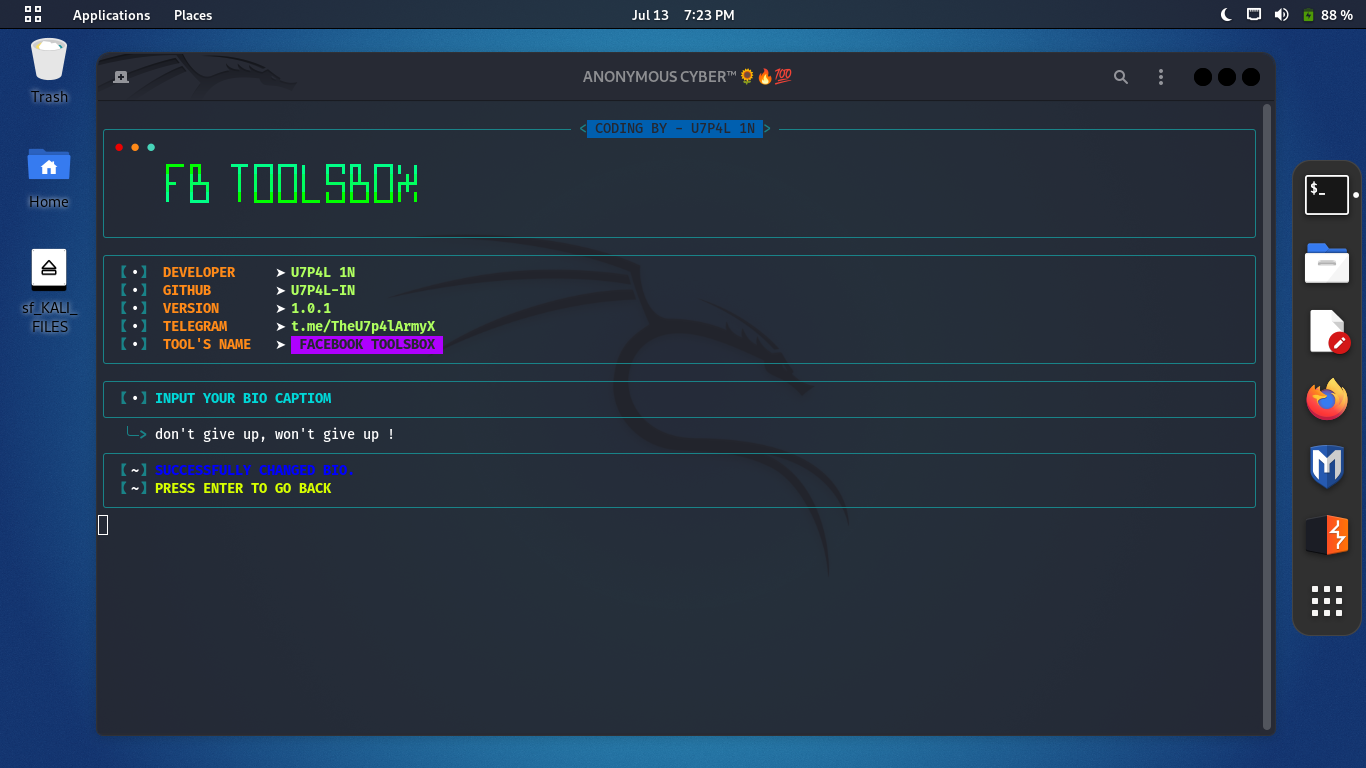 Applications Places Jul 13 7:23 PM 88 %
Trash
Home
sf_KALI_
FILES
ANONYMOUS CYBER™ 🌻🔥💯
< CODING BY - U7P4L 1N >
FB TOOLSBOX
【•】 DEVELOPER ➤ U7P4L 1N
【•】 GITHUB ➤ U7P4L-IN
【•】 VERSION ➤ 1.0.1
【•】 TELEGRAM ➤ t.me/TheU7p4lArmyX
【•】 TOOL'S NAME ➤ FACEBOOK TOOLSBOX
【•】INPUT YOUR BIO CAPTIOM
╰─> don't give up, won't give up !
【~】SUCCESSFULLY CHANGED BIO.
【~】PRESS ENTER TO GO BACK
$_